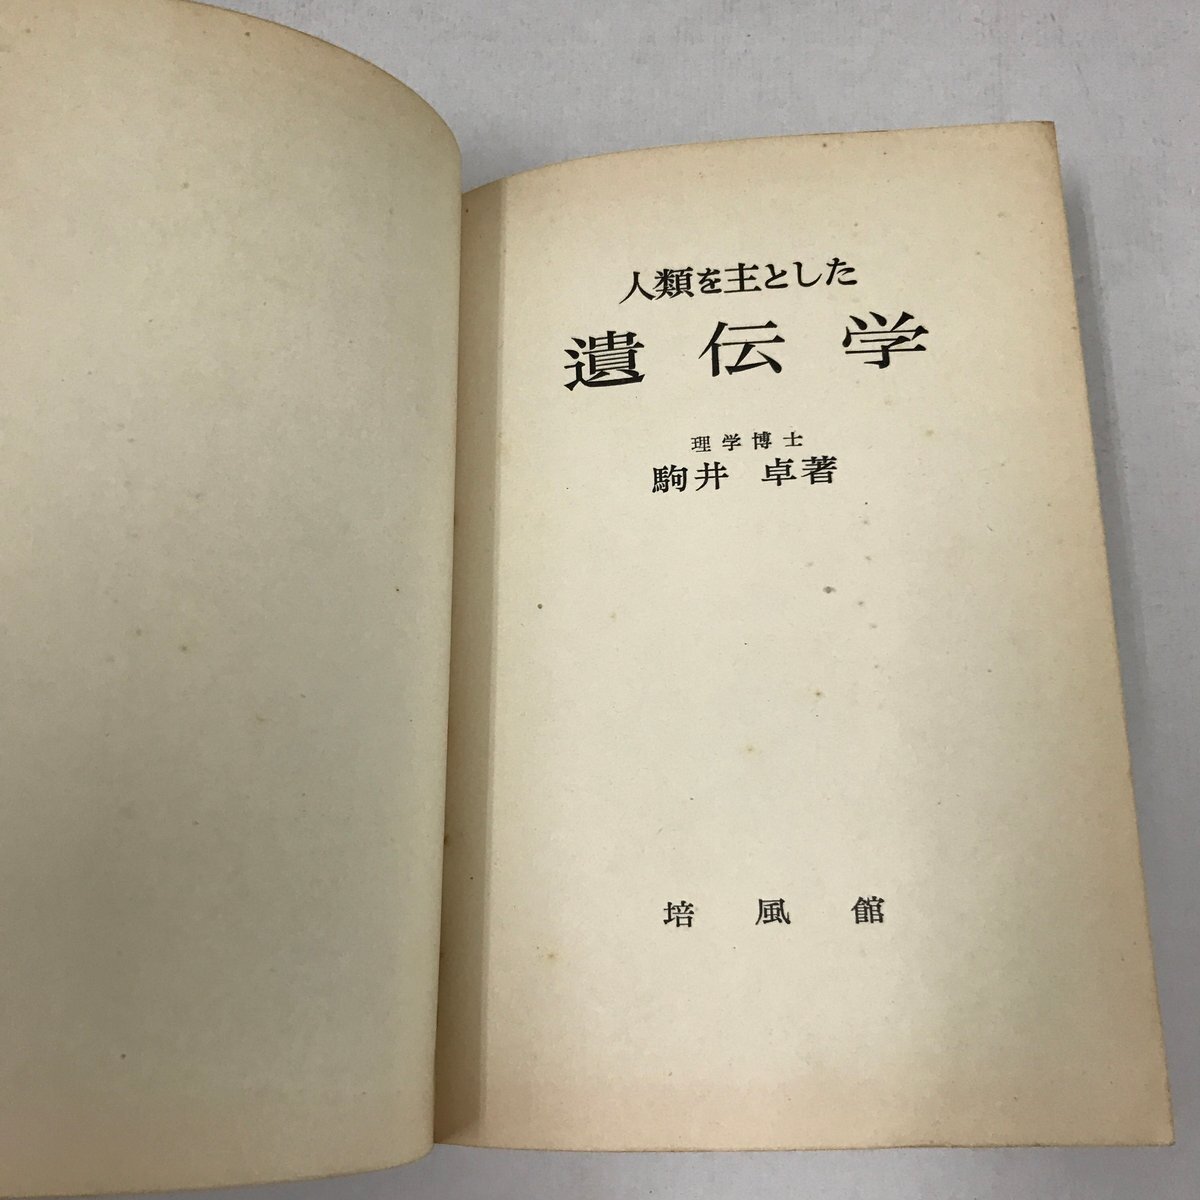 人類を主とした
遺伝学
理学博士
駒井 卓著
培風館